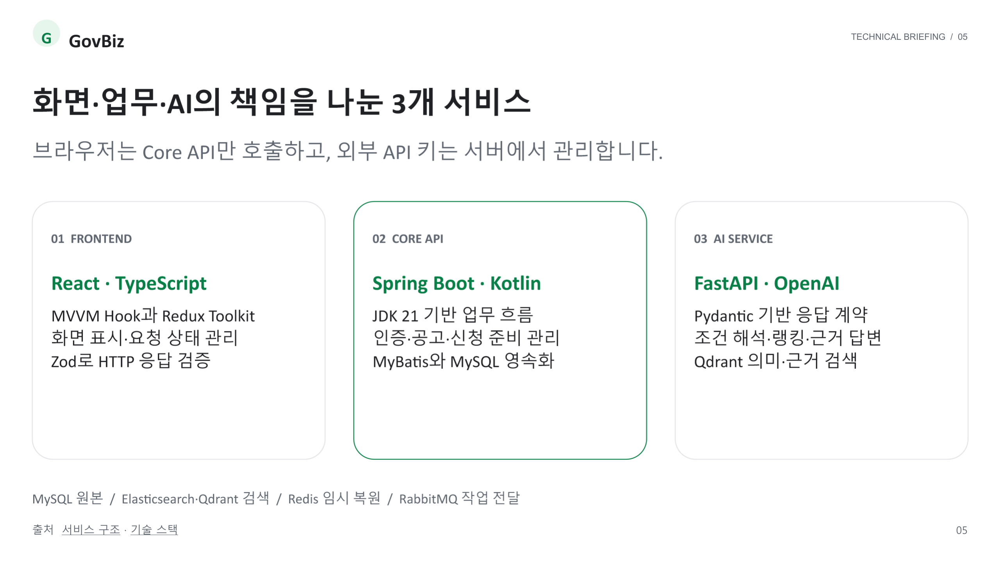 G GovBiz
TECHNICAL BRIEFING / 05
화면·업무·AI의 책임을 나눈 3개 서비스
브라우저는 Core API만 호출하고, 외부 API 키는 서버에서 관리합니다.
01 FRONTEND
React · TypeScript
MVVM Hook과 Redux Toolkit
화면 표시·요청 상태 관리
Zod로 HTTP 응답 검증
02 CORE API
Spring Boot · Kotlin
JDK 21 기반 업무 흐름
인증·공고·신청 준비 관리
MyBatis와 MySQL 영속화
03 AI SERVICE
FastAPI · OpenAI
Pydantic 기반 응답 계약
조건 해석·랭킹·근거 답변
Qdrant 의미·근거 검색
MySQL 원본 / Elasticsearch·Qdrant 검색 / Redis 임시 복원 / RabbitMQ 작업 전달
출처 서비스 구조 · 기술 스택
05